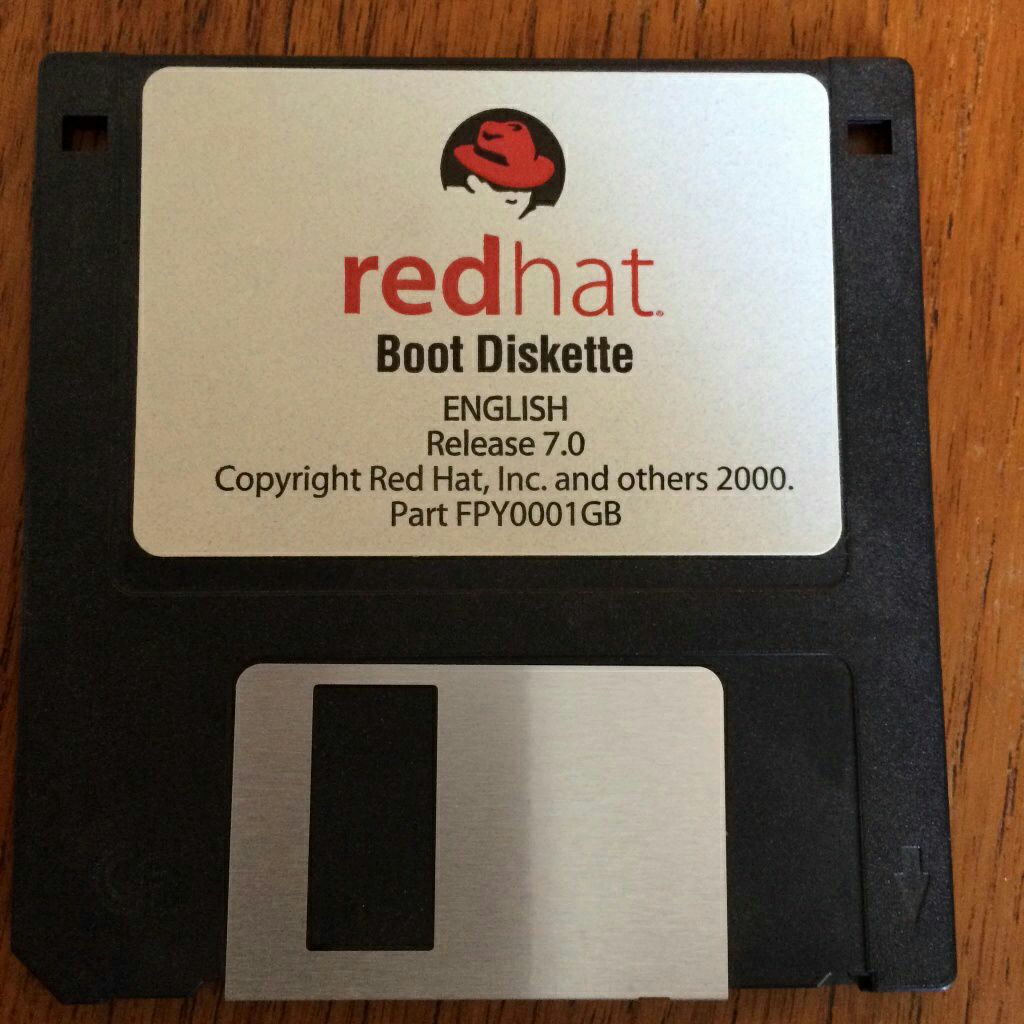 redhat.
Boot Diskette
ENGLISH
Release 7.0
Copyright Red Hat, Inc. and others 2000.
Part FPY0001GB